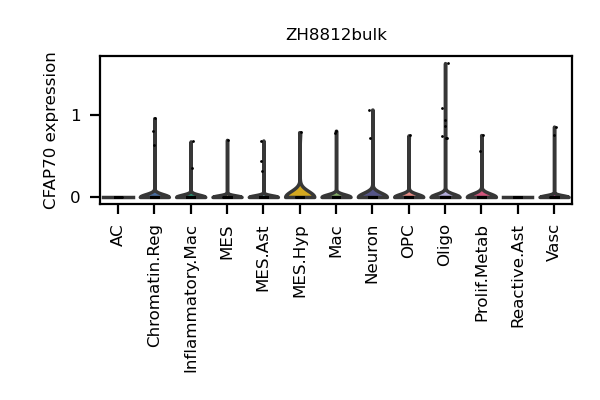 ZH8812bulk
CFAP70 expression
1
0
AC
Chromatin.Reg
Inflammatory.Mac
MES
MES.Ast
MES.Hyp
Mac
Neuron
OPC
Oligo
Prolif.Metab
Reactive.Ast
Vasc